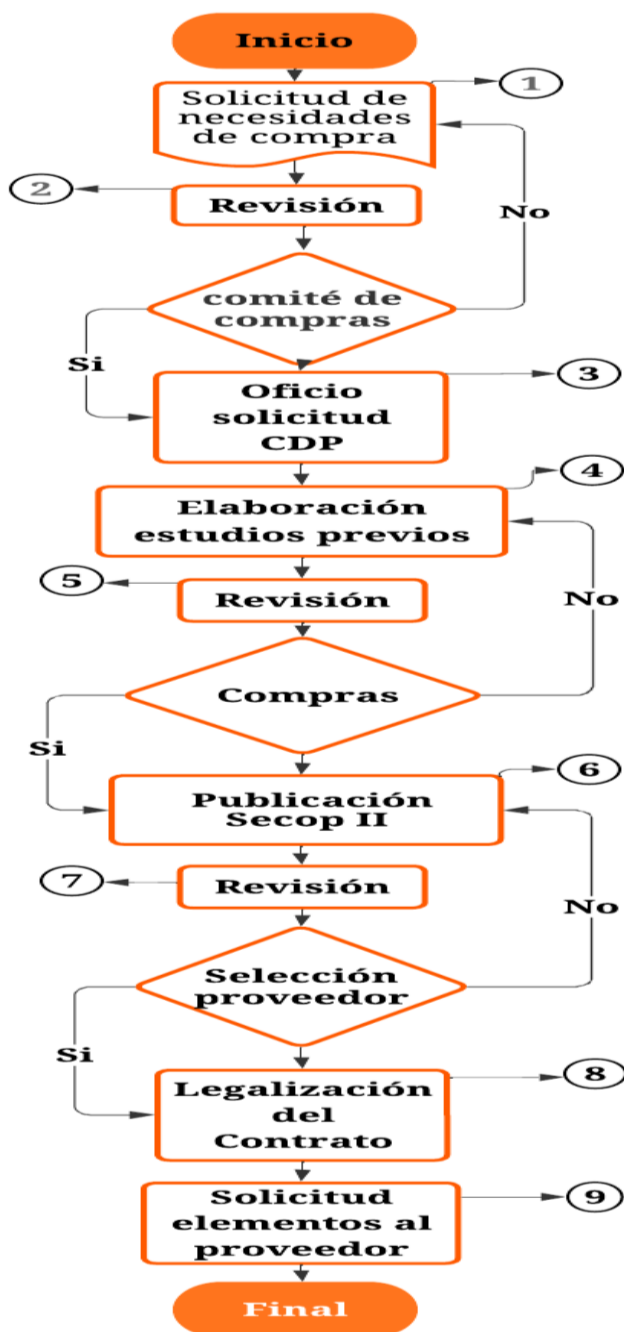 Inicio
1
Solicitud de
necesidades
de compra
2
Revisión
No
comité de
compras
Si
3
Oficio
solicitud
CDP
4
Elaboración
estudios previos
5
Revisión
No
Compras
Si
6
Publicación
Secop II
7
Revisión
No
Selección
proveedor
Si
8
Legalización
del
Contrato
9
Solicitud
elementos al
proveedor
Final